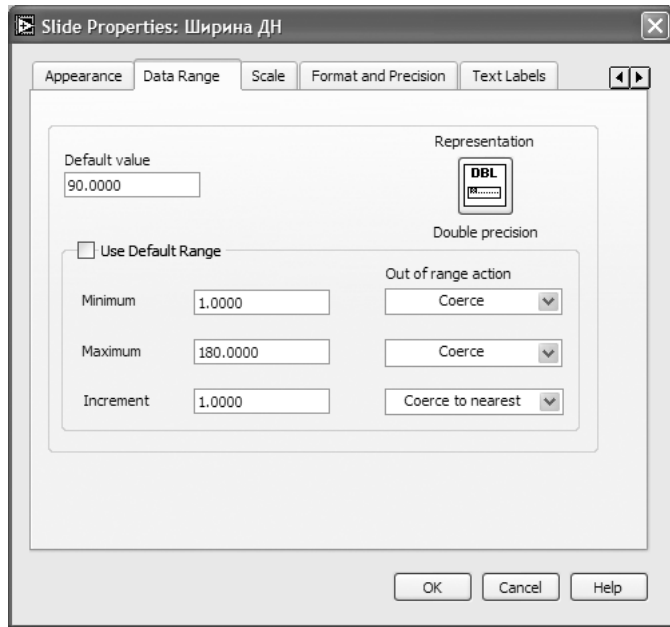 Slide Properties: Ширина ДН
Appearance Data Range Scale Format and Precision Text Labels
Representation
Default value
90.0000
DBL
Double precision
Use Default Range
Out of range action
Minimum 1.0000 Coerce
Maximum 180.0000 Coerce
Increment 1.0000 Coerce to nearest
OK Cancel Help